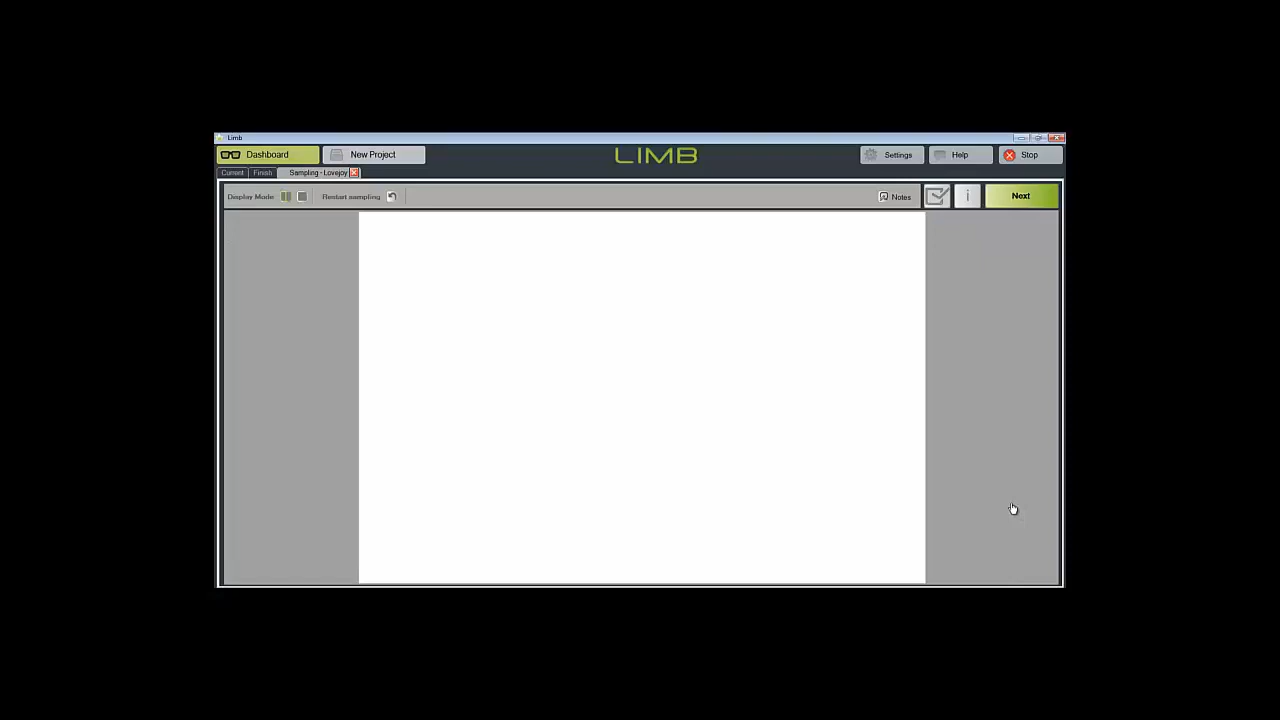 Limb
Dashboard New Project LIMB Settings Help Stop
Current Finish Sampling - Lovejoy
Display Mode Restart sampling Notes i Next